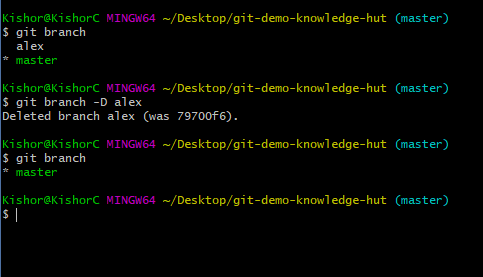 Kishor@KishorC MINGW64 ~/Desktop/git-demo-knowledge-hut (master)
$ git branch
  alex
* master
Kishor@KishorC MINGW64 ~/Desktop/git-demo-knowledge-hut (master)
$ git branch -D alex
Deleted branch alex (was 79700f6).
Kishor@KishorC MINGW64 ~/Desktop/git-demo-knowledge-hut (master)
$ git branch
* master
Kishor@KishorC MINGW64 ~/Desktop/git-demo-knowledge-hut (master)
$